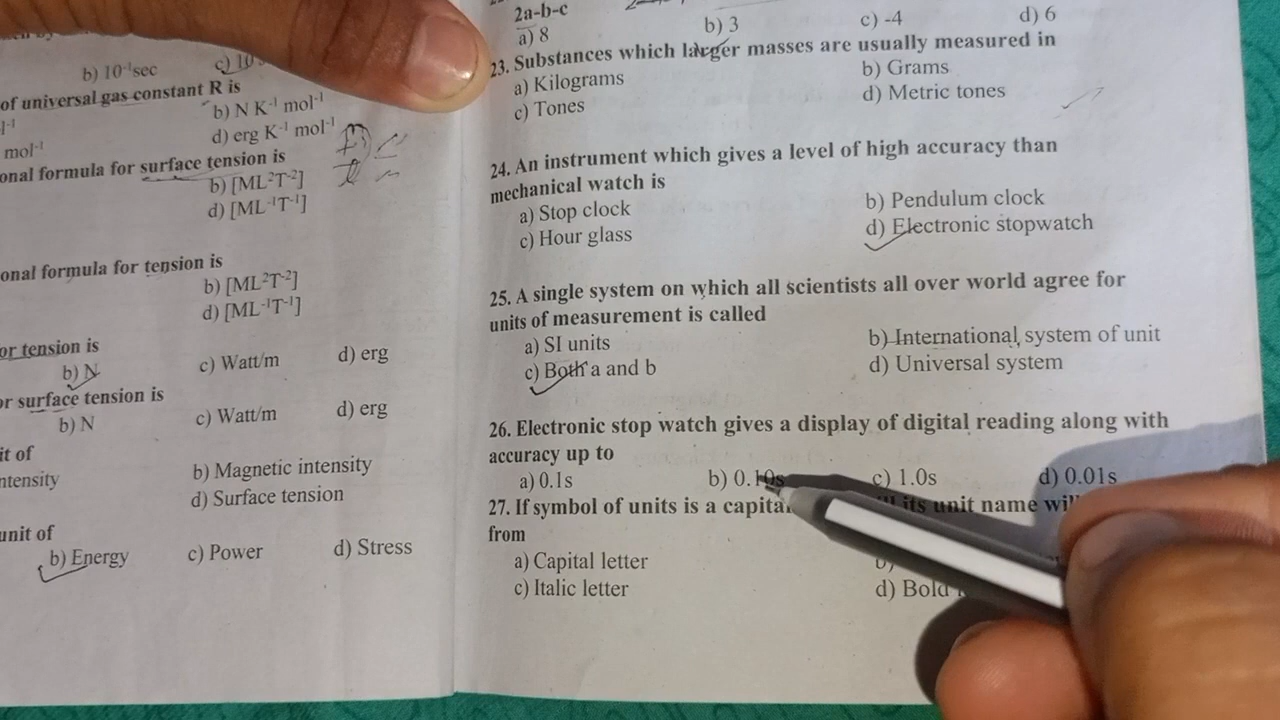 b) 10⁻¹sec
c) 10
of universal gas constant R is
b) N K⁻¹ mol⁻¹
mol⁻¹
d) erg K⁻¹ mol⁻¹
onal formula for surface tension is
b) [ML²T⁻²]
d) [ML⁻¹T⁻¹]
onal formula for tension is
b) [ML²T⁻²]
d) [ML⁻¹T⁻¹]
or tension is
b) N c) Watt/m d) erg
or surface tension is
b) N c) Watt/m d) erg
it of
ntensity b) Magnetic intensity
d) Surface tension
unit of
b) Energy c) Power d) Stress
2a-b-c
a) 8 b) 3 c) -4 d) 6
23. Substances which larger masses are usually measured in
a) Kilograms b) Grams
c) Tones d) Metric tones
24. An instrument which gives a level of high accuracy than
mechanical watch is
a) Stop clock b) Pendulum clock
c) Hour glass d) Electronic stopwatch
25. A single system on which all scientists all over world agree for
units of measurement is called
a) SI units b) International system of unit
c) Both a and b d) Universal system
26. Electronic stop watch gives a display of digital reading along with
accuracy up to
a) 0.1s b) 0.10s c) 1.0s d) 0.01s
27. If symbol of units is a its unit name
from
a) Capital letter
c) Italic letter d) Bold